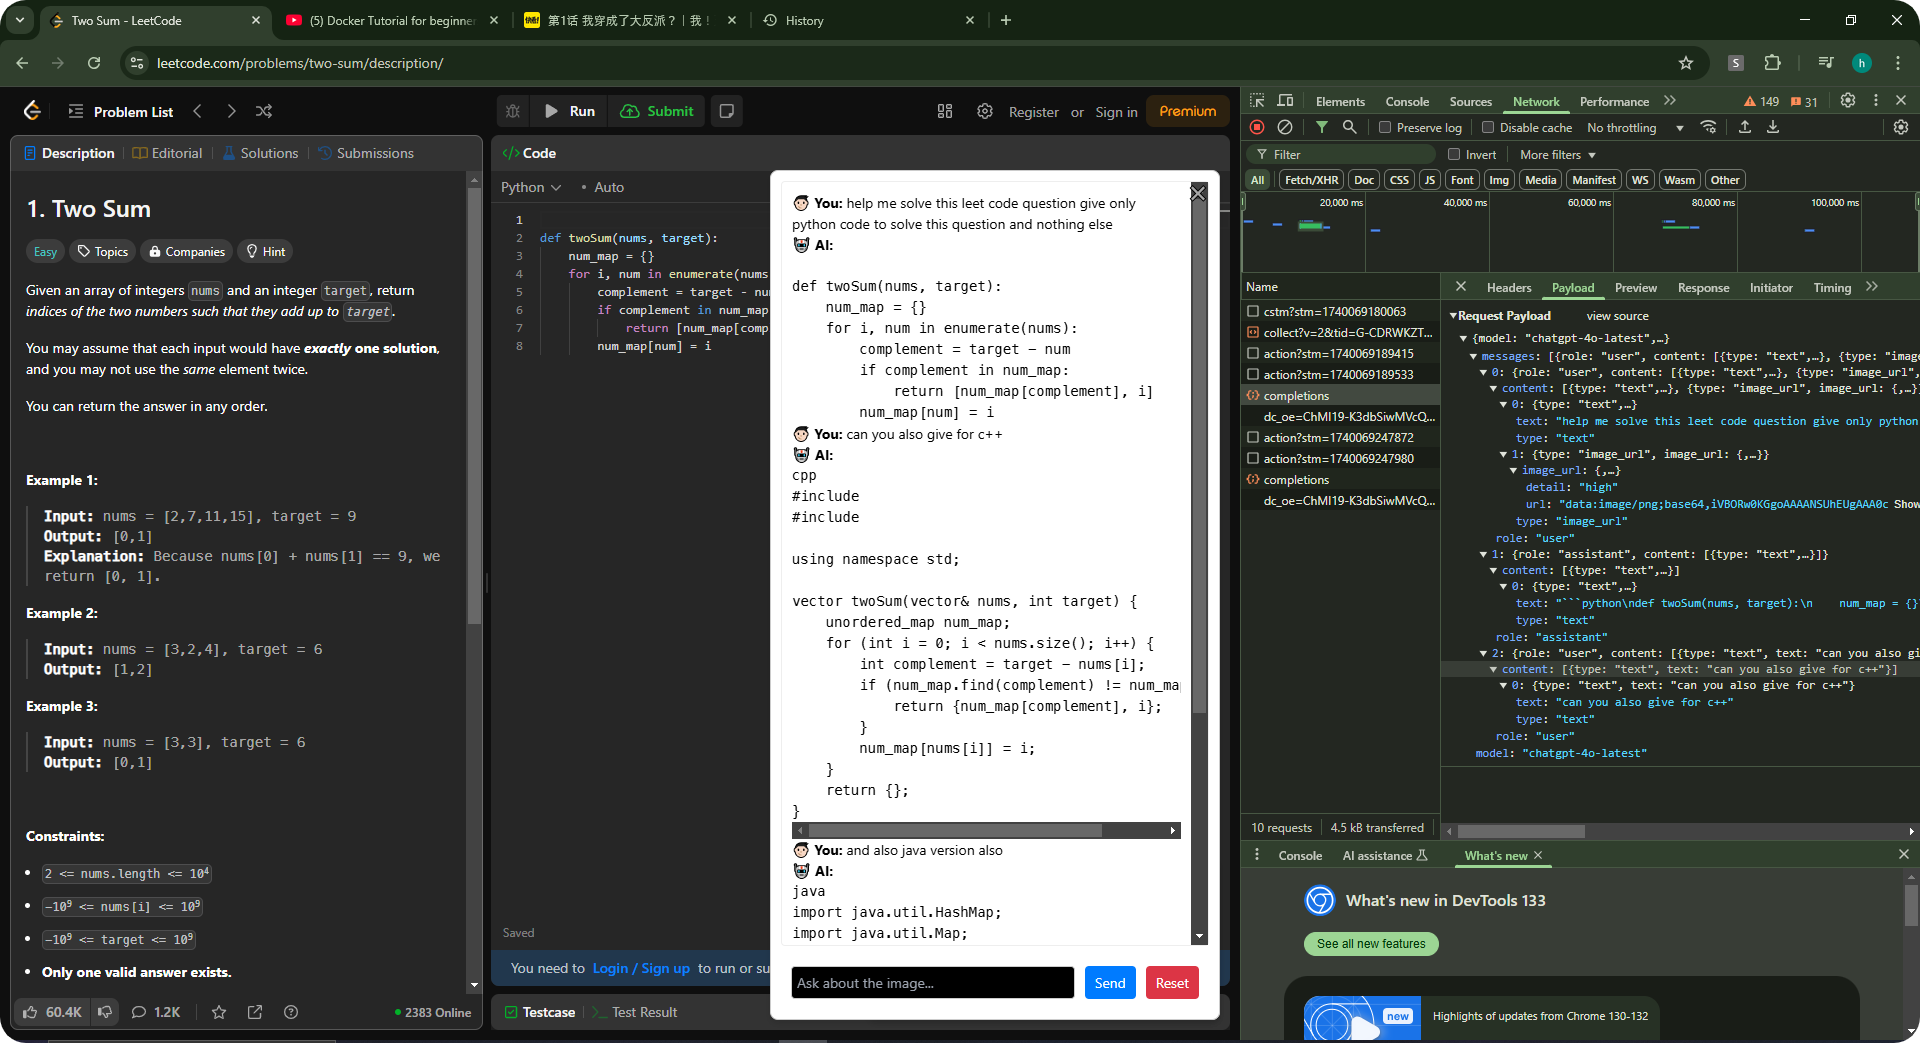 Two Sum - LeetCode
(5) Docker Tutorial for beginner
第1话 我穿成了大反派？｜我！
History
leetcode.com/problems/two-sum/description/
S
h
Problem List
Run
Submit
Register or Sign in
Premium
Description
Editorial
Solutions
Submissions
1. Two Sum
Easy
Topics
Companies
Hint
Given an array of integers nums and an integer target, return
indices of the two numbers such that they add up to target.
You may assume that each input would have exactly one solution,
and you may not use the same element twice.
You can return the answer in any order.
Example 1:
Input: nums = [2,7,11,15], target = 9
Output: [0,1]
Explanation: Because nums[0] + nums[1] == 9, we
return [0, 1].
Example 2:
Input: nums = [3,2,4], target = 6
Output: [1,2]
Example 3:
Input: nums = [3,3], target = 6
Output: [0,1]
Constraints:
• 2 <= nums.length <= 10⁴
• -10⁹ <= nums[i] <= 10⁹
• -10⁹ <= target <= 10⁹
• Only one valid answer exists.
60.4K
1.2K
2383 Online
</> Code
Python
Auto
1
2 def twoSum(nums, target):
3 num_map = {}
4 for i, num in enumerate(nums
5 complement = target - num
6 if complement in num_map
7 return [num_map[comp
8 num_map[num] = i
Saved
You need to Login / Sign up to run or su
Testcase
Test Result
You: help me solve this leet code question give only
python code to solve this question and nothing else
AI:
def twoSum(nums, target):
num_map = {}
for i, num in enumerate(nums):
complement = target - num
if complement in num_map:
return [num_map[complement], i]
num_map[num] = i
You: can you also give for c++
AI:
cpp
#include
#include
using namespace std;
vector twoSum(vector& nums, int target) {
unordered_map num_map;
for (int i = 0; i < nums.size(); i++) {
int complement = target - nums[i];
if (num_map.find(complement) != num_ma
return {num_map[complement], i};
}
num_map[nums[i]] = i;
}
return {};
}
You: and also java version also
AI:
java
import java.util.HashMap;
import java.util.Map;
Ask about the image...
Send
Reset
Elements
Console
Sources
Network
Performance
149
31
Preserve log
Disable cache
No throttling
Filter
Invert
More filters
All
Fetch/XHR
Doc
CSS
JS
Font
Img
Media
Manifest
WS
Wasm
Other
20,000 ms
40,000 ms
60,000 ms
80,000 ms
100,000 ms
Name
cstm?stm=1740069180063
collect?v=2&tid=G-CDRWKZT...
action?stm=1740069189415
action?stm=1740069189533
completions
dc_oe=ChMI19-K3dbSiwMVcQ...
action?stm=1740069247872
action?stm=1740069247980
completions
dc_oe=ChMI19-K3dbSiwMVcQ...
10 requests
4.5 kB transferred
Headers
Payload
Preview
Response
Initiator
Timing
Request Payload
view source
{model: "chatgpt-4o-latest",…}
messages: [{role: "user", content: [{type: "text",…}, {type: "image
0: {role: "user", content: [{type: "text",…}, {type: "image_url",
content: [{type: "text",…}, {type: "image_url", image_url: {,…}
0: {type: "text",…}
text: "help me solve this leet code question give only python
type: "text"
1: {type: "image_url", image_url: {,…}}
image_url: {,…}
detail: "high"
url: "data:image/png;base64,iVBORw0KGgoAAAANSUhEUgAAA0c Show
type: "image_url"
role: "user"
1: {role: "assistant", content: [{type: "text",…}]}
content: [{type: "text",…}]
0: {type: "text",…}
text: "```python\ndef twoSum(nums, target):\n    num_map = {}
type: "text"
role: "assistant"
2: {role: "user", content: [{type: "text", text: "can you also gi
content: [{type: "text", text: "can you also give for c++"}]
0: {type: "text", text: "can you also give for c++"}
text: "can you also give for c++"
type: "text"
role: "user"
model: "chatgpt-4o-latest"
Console
AI assistance
What's new
What's new in DevTools 133
See all new features
new
Highlights of updates from Chrome 130-132